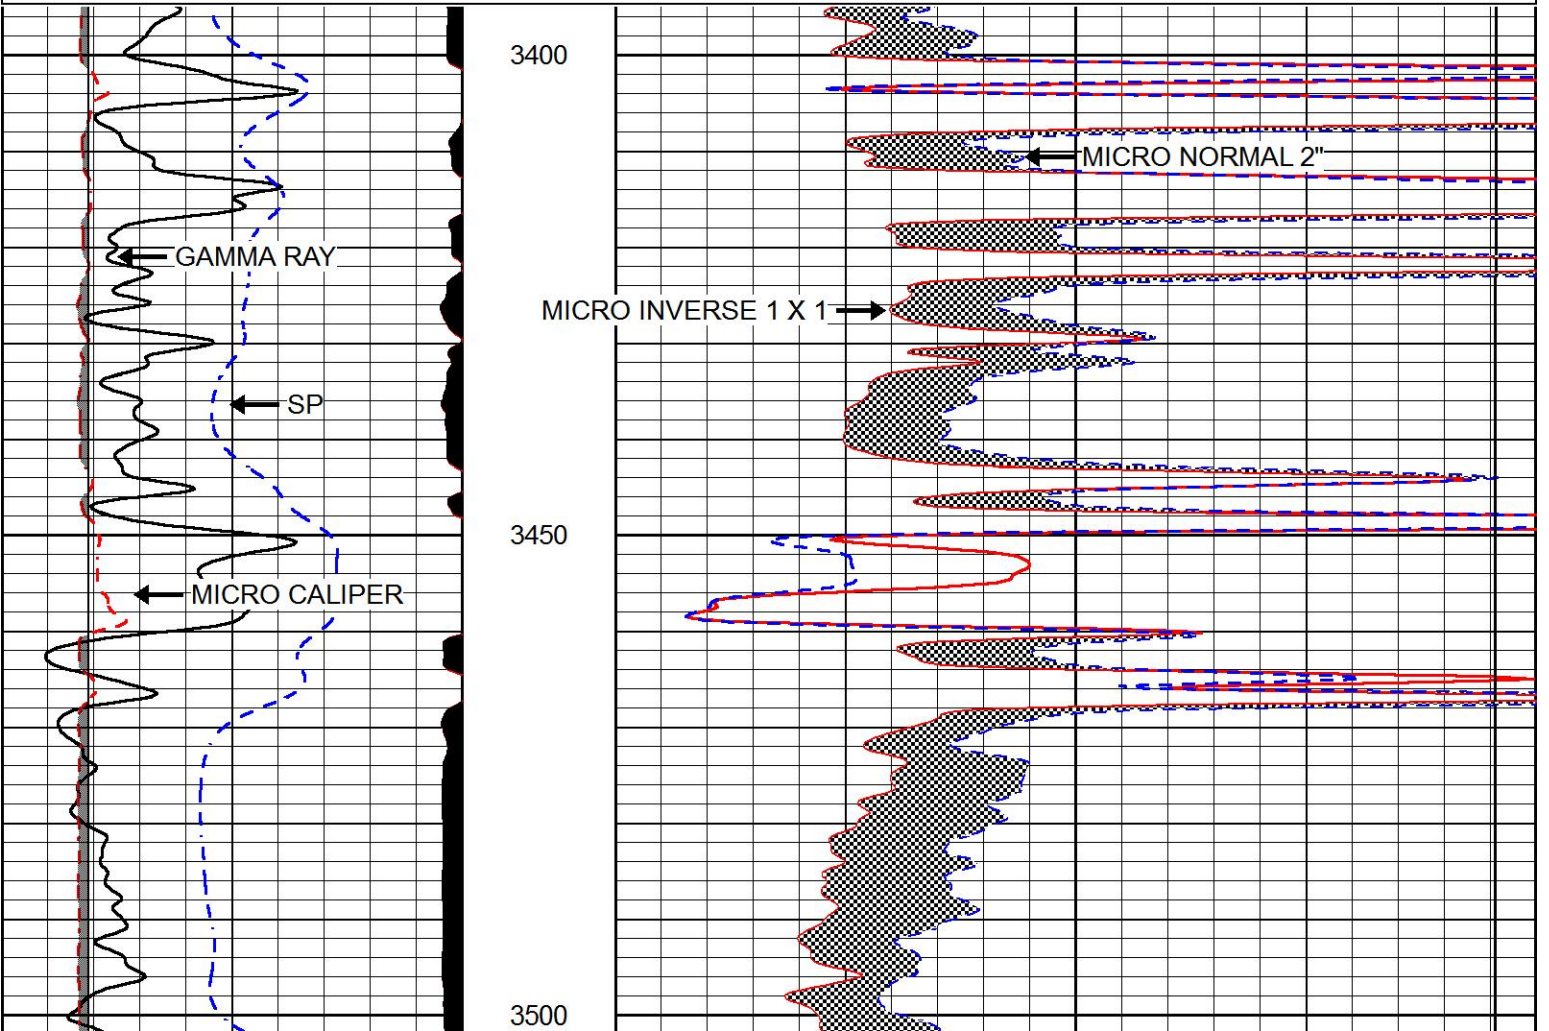 3400
MICRO NORMAL 2"
GAMMA RAY
MICRO INVERSE 1 X 1
SP
3450
MICRO CALIPER
3500